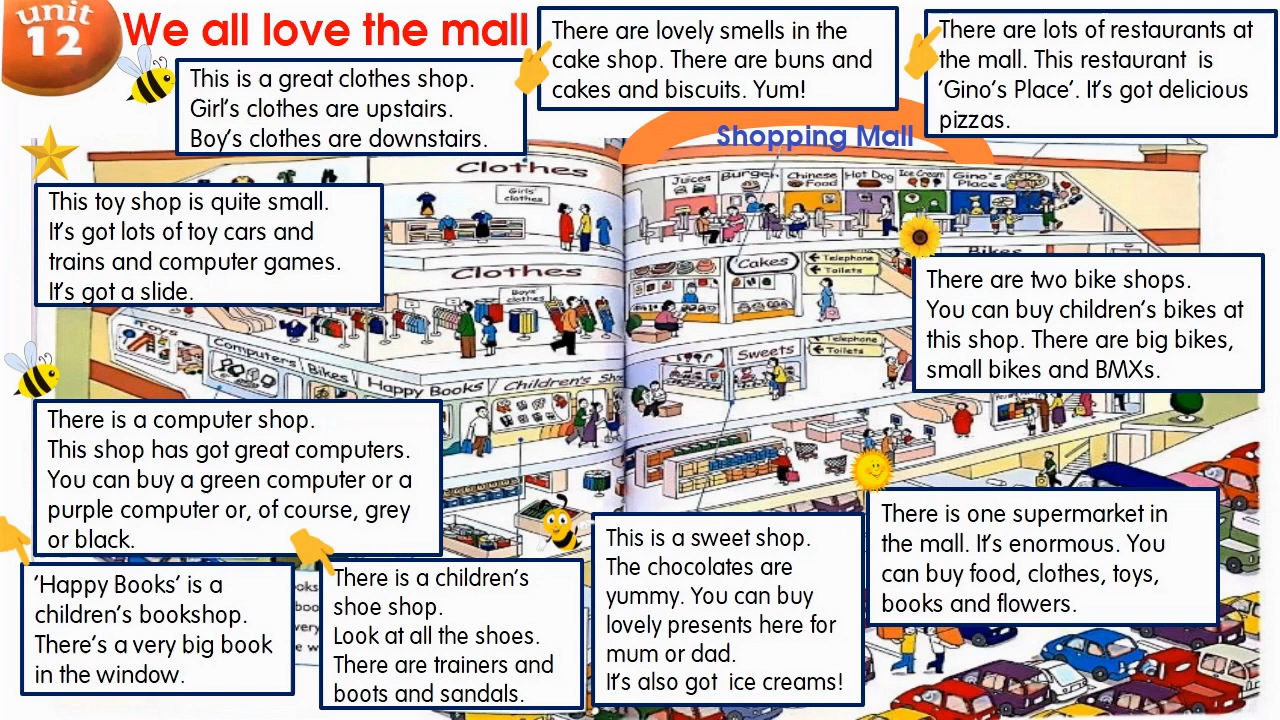 unit
12
We all love the mall
This is a great clothes shop.
Girl's clothes are upstairs.
Boy's clothes are downstairs.
There are lovely smells in the
cake shop. There are buns and
cakes and biscuits. Yum!
There are lots of restaurants at
the mall. This restaurant is
‘Gino's Place’. It's got delicious
pizzas.
Shopping Mall
This toy shop is quite small.
It's got lots of toy cars and
trains and computer games.
It's got a slide.
Clothes
Girls'
clothes
Juices
Burger
Chinese
Food
Hot Dog
Ice Cream
Gino's
Place
Clothes
Boys'
clothes
Cakes
Telephone
Toilets
Bikes
There are two bike shops.
You can buy children's bikes at
this shop. There are big bikes,
small bikes and BMXs.
Toys
Computers
Bikes
Happy Books
Children's Sh
Sweets
Telephone
Toilets
There is a computer shop.
This shop has got great computers.
You can buy a green computer or a
purple computer or, of course, grey
or black.
‘Happy Books’ is a
children's bookshop.
There's a very big book
in the window.
There is a children's
shoe shop.
Look at all the shoes.
There are trainers and
boots and sandals.
This is a sweet shop.
The chocolates are
yummy. You can buy
lovely presents here for
mum or dad.
It's also got ice creams!
There is one supermarket in
the mall. It's enormous. You
can buy food, clothes, toys,
books and flowers.